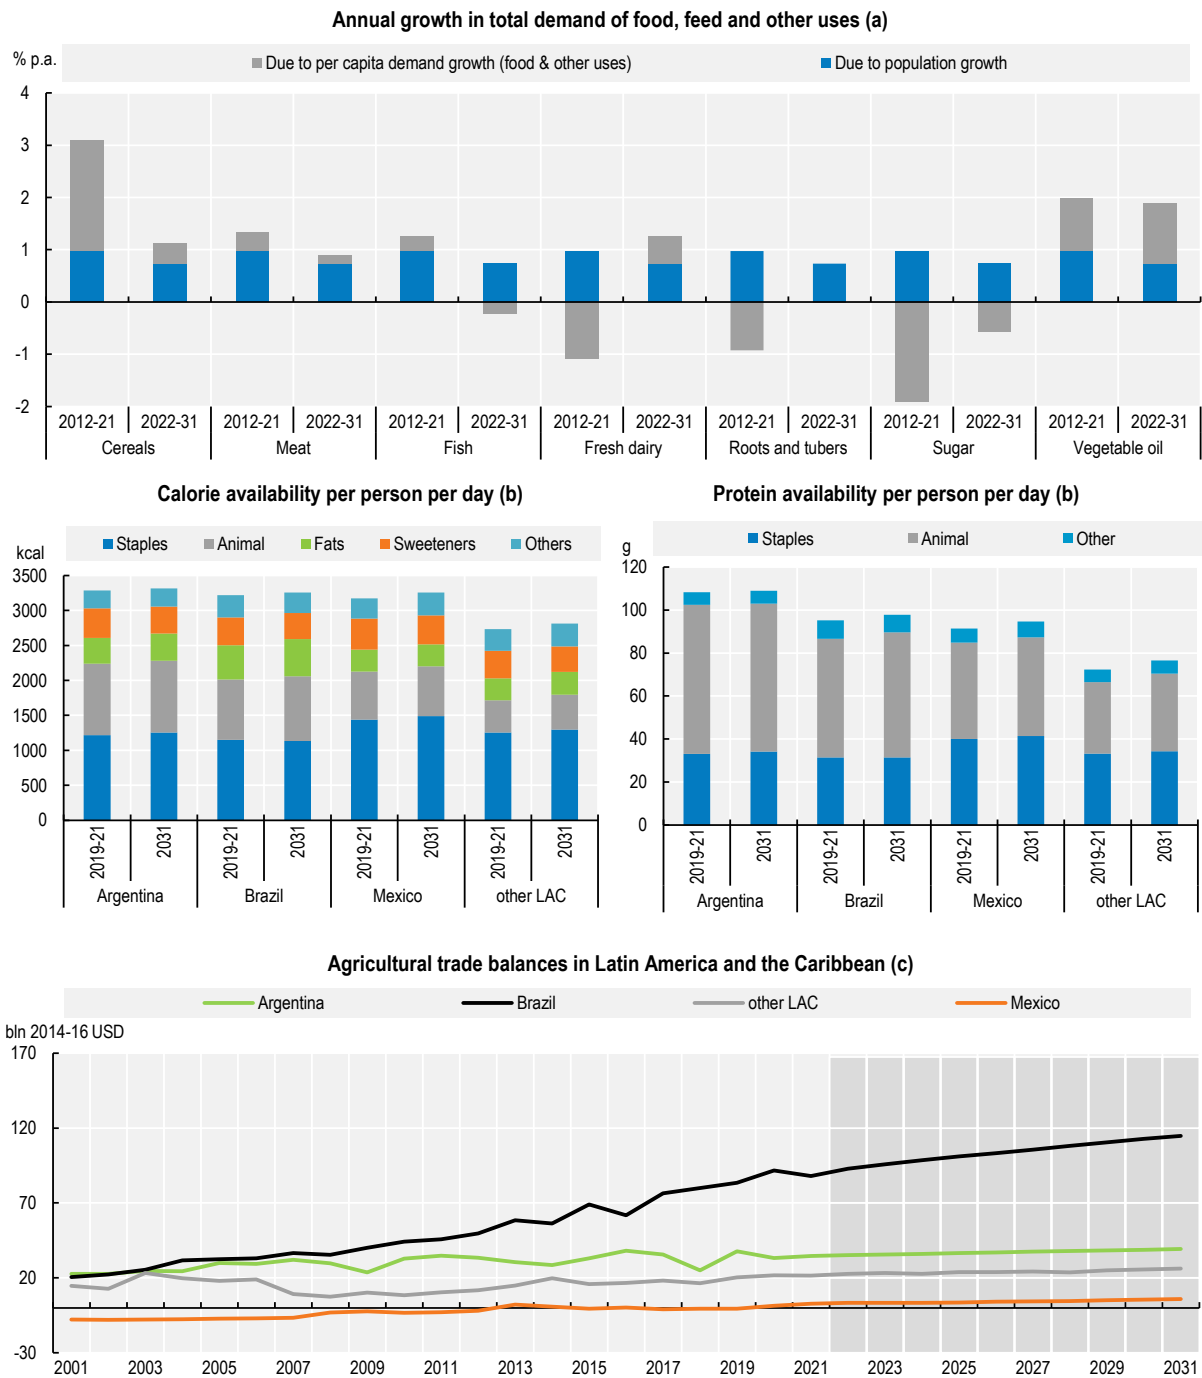 Annual growth in total demand of food, feed and other uses (a)
% p.a.
Due to per capita demand growth (food & other uses)
Due to population growth
4
3
2
1
0
-1
-2
2012-21 2022-31 2012-21 2022-31 2012-21 2022-31 2012-21 2022-31 2012-21 2022-31 2012-21 2022-31 2012-21 2022-31
Cereals Meat Fish Fresh dairy Roots and tubers Sugar Vegetable oil
Calorie availability per person per day (b)
kcal
Staples Animal Fats Sweeteners Others
3500
3000
2500
2000
1500
1000
500
0
2019-21 2031 2019-21 2031 2019-21 2031 2019-21 2031
Argentina Brazil Mexico other LAC
Protein availability per person per day (b)
g
Staples Animal Other
120
100
80
60
40
20
0
2019-21 2031 2019-21 2031 2019-21 2031 2019-21 2031
Argentina Brazil Mexico other LAC
Agricultural trade balances in Latin America and the Caribbean (c)
Argentina Brazil other LAC Mexico
bln 2014-16 USD
170
120
70
20
-30
2001 2003 2005 2007 2009 2011 2013 2015 2017 2019 2021 2023 2025 2027 2029 2031